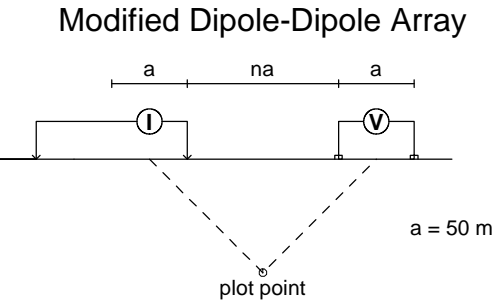 Modified Dipole-Dipole Array
a na a
I V
a = 50 m
plot point